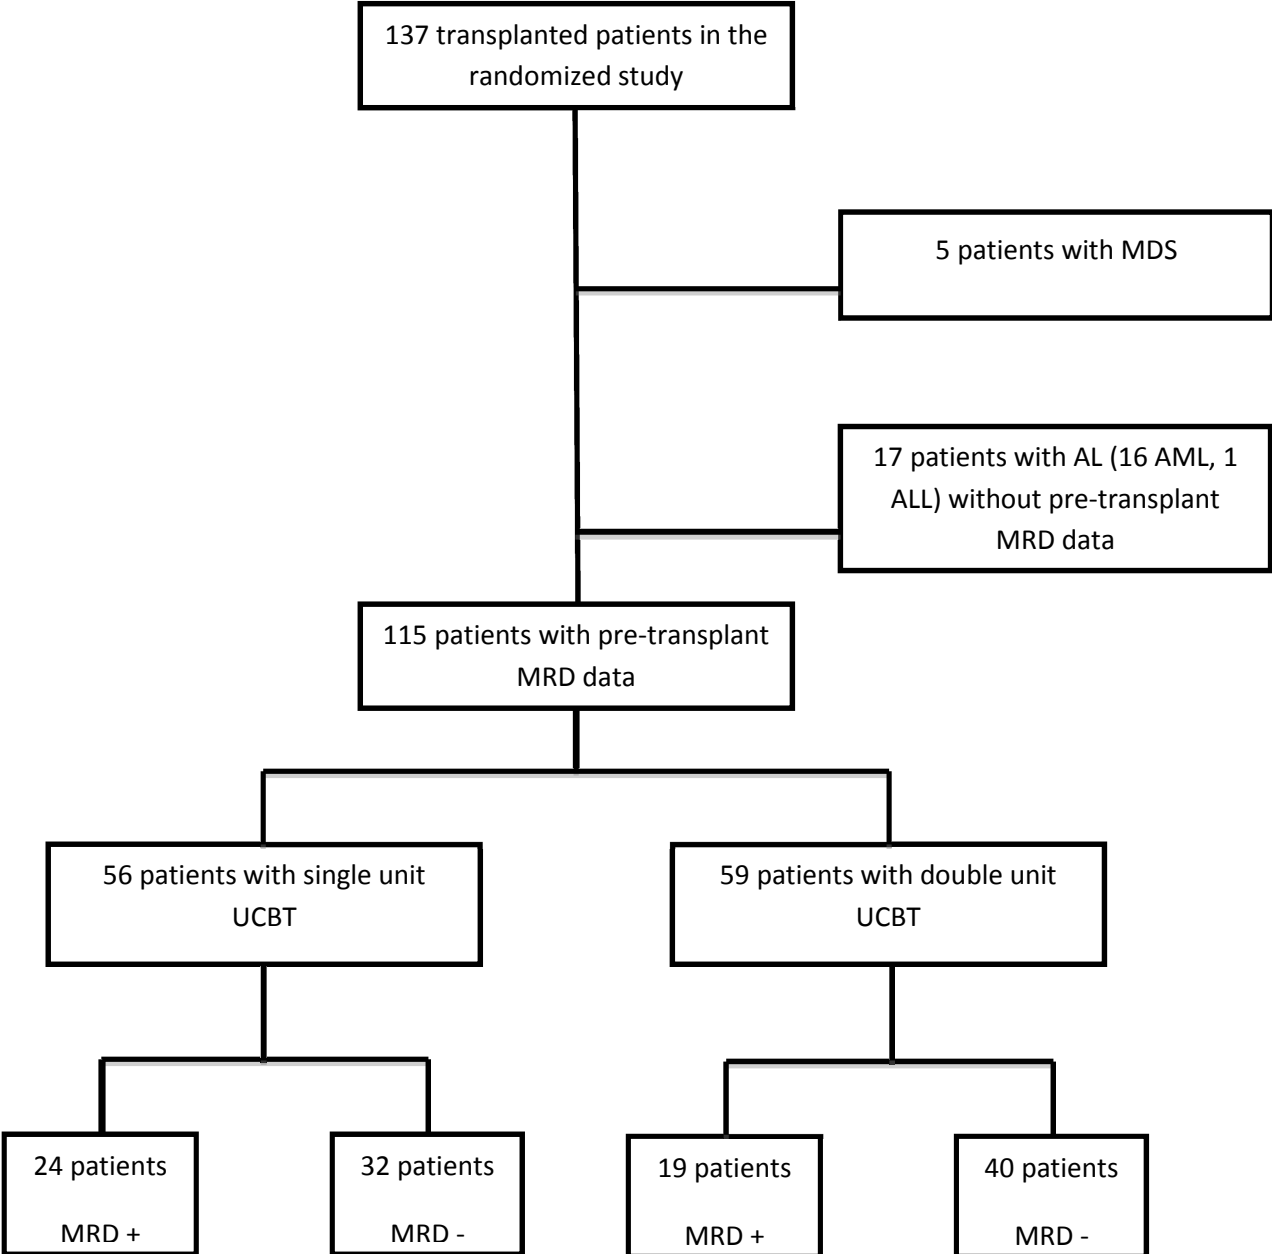 137 transplanted patients in the
randomized study
5 patients with MDS
17 patients with AL (16 AML, 1
ALL) without pre-transplant
MRD data
115 patients with pre-transplant
MRD data
56 patients with single unit
UCBT
59 patients with double unit
UCBT
24 patients
MRD +
32 patients
MRD -
19 patients
MRD +
40 patients
MRD -